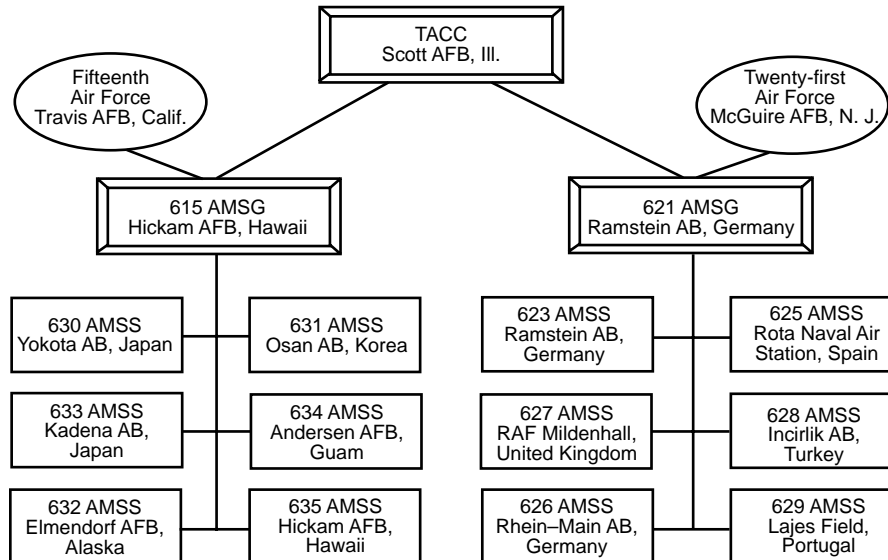 TACC
Scott AFB, Ill.
Fifteenth
Air Force
Travis AFB, Calif.
Twenty-first
Air Force
McGuire AFB, N. J.
615 AMSG
Hickam AFB, Hawaii
621 AMSG
Ramstein AB, Germany
630 AMSS
Yokota AB, Japan
631 AMSS
Osan AB, Korea
623 AMSS
Ramstein AB,
Germany
625 AMSS
Rota Naval Air
Station, Spain
633 AMSS
Kadena AB,
Japan
634 AMSS
Andersen AFB,
Guam
627 AMSS
RAF Mildenhall,
United Kingdom
628 AMSS
Incirlik AB,
Turkey
632 AMSS
Elmendorf AFB,
Alaska
635 AMSS
Hickam AFB,
Hawaii
626 AMSS
Rhein–Main AB,
Germany
629 AMSS
Lajes Field,
Portugal